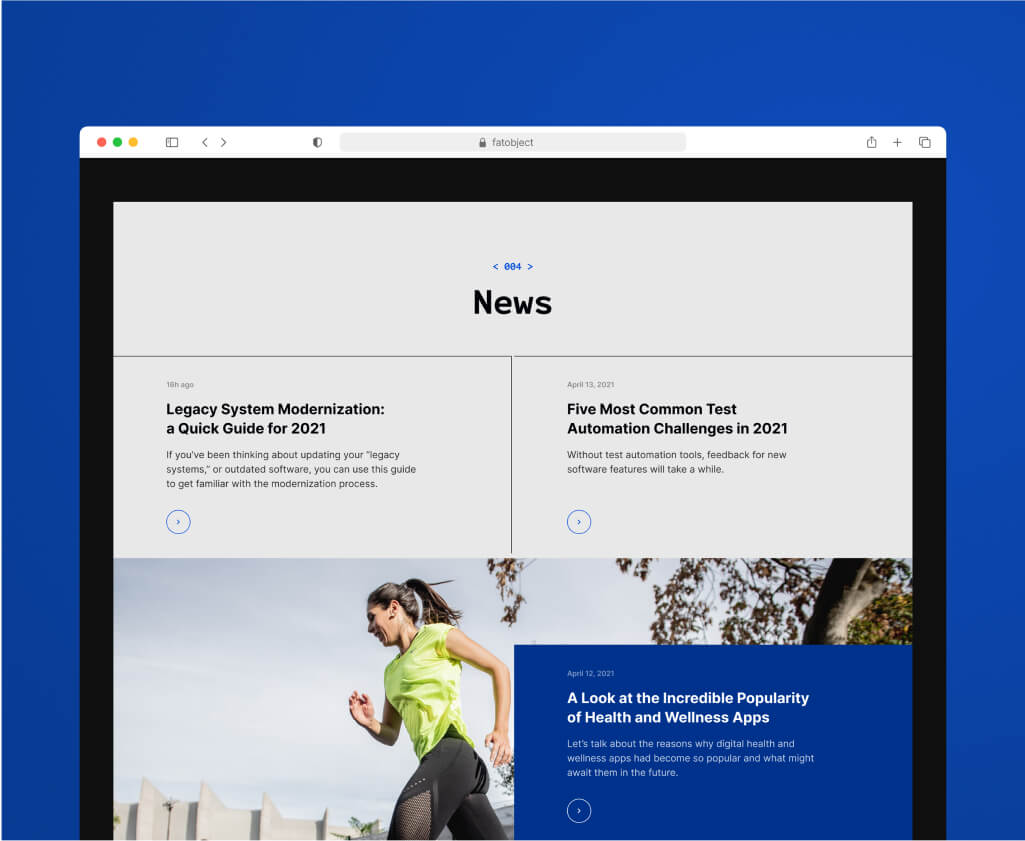 fatobject
< 004 >
News
16h ago
Legacy System Modernization:
a Quick Guide for 2021
If you've been thinking about updating your "legacy
systems," or outdated software, you can use this guide
to get familiar with the modernization process.
April 13, 2021
Five Most Common Test
Automation Challenges in 2021
Without test automation tools, feedback for new
software features will take a while.
April 12, 2021
A Look at the Incredible Popularity
of Health and Wellness Apps
Let's talk about the reasons why digital health and
wellness apps had become so popular and what might
await them in the future.